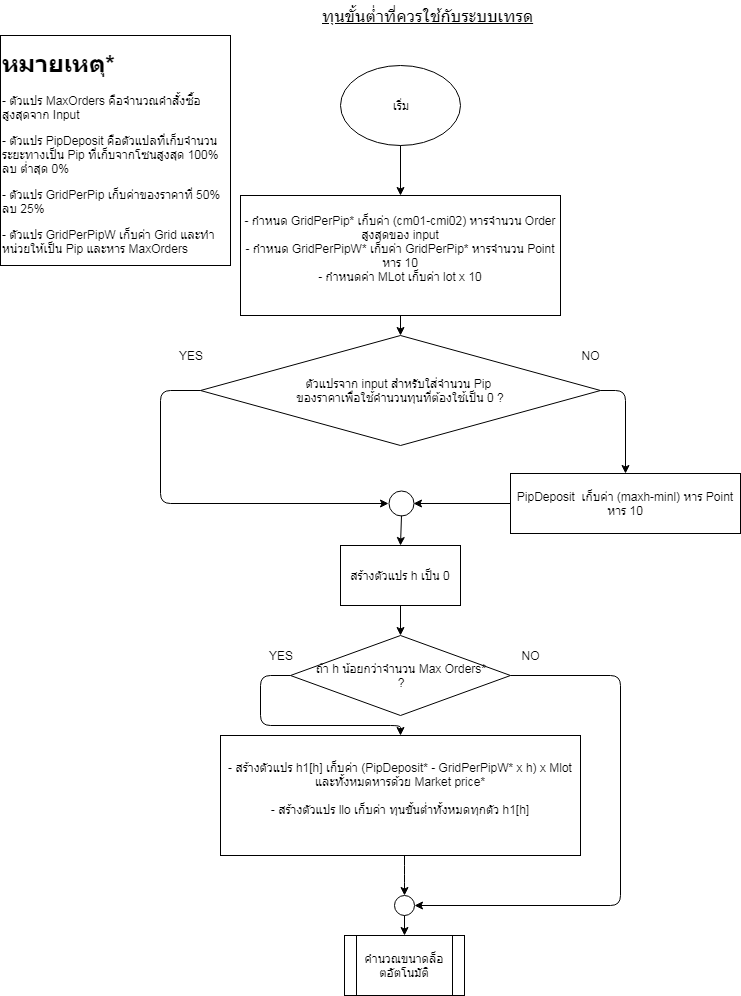 ทุนขั้นต่ำที่ควรใช้กับระบบเทรด
หมายเหตุ*
- ตัวแปร MaxOrders คือจำนวณคำสั่งซื้อ
สูงสุดจาก Input
- ตัวแปร PipDeposit คือตัวแปลที่เก็บจำนวน
ระยะทางเป็น Pip ที่เก็บจากโซนสูงสุด 100%
ลบ ต่ำสุด 0%
- ตัวแปร GridPerPip เก็บค่าของราคาที่ 50%
ลบ 25%
- ตัวแปร GridPerPipW เก็บค่า Grid และทำ
หน่วยให้เป็น Pip และหาร MaxOrders
เริ่ม
- กำหนด GridPerPip* เก็บค่า (cm01-cmi02) หารจำนวน Order
สูงสุดของ input
- กำหนด GridPerPipW* เก็บค่า GridPerPip* หารจำนวน Point
หาร 10
- กำหนดค่า MLot เก็บค่า lot x 10
YES
NO
ตัวแปรจาก input สำหรับใส่จำนวน Pip
ของราคาเพื่อใช้คำนวนทุนที่ต้องใช้เป็น 0 ?
PipDeposit เก็บค่า (maxh-minl) หาร Point
หาร 10
สร้างตัวแปร h เป็น 0
YES
NO
ถ้า h น้อยกว่าจำนวน Max Orders*
?
- สร้างตัวแปร h1[h] เก็บค่า (PipDeposit* - GridPerPipW* x h) x Mlot
และทั้งหมดหารด้วย Market price*
- สร้างตัวแปร llo เก็บค่า ทุนขั้นต่ำทั้งหมดทุกตัว h1[h]
คำนวณขนาดล็อ
ตอัตโนมัติ